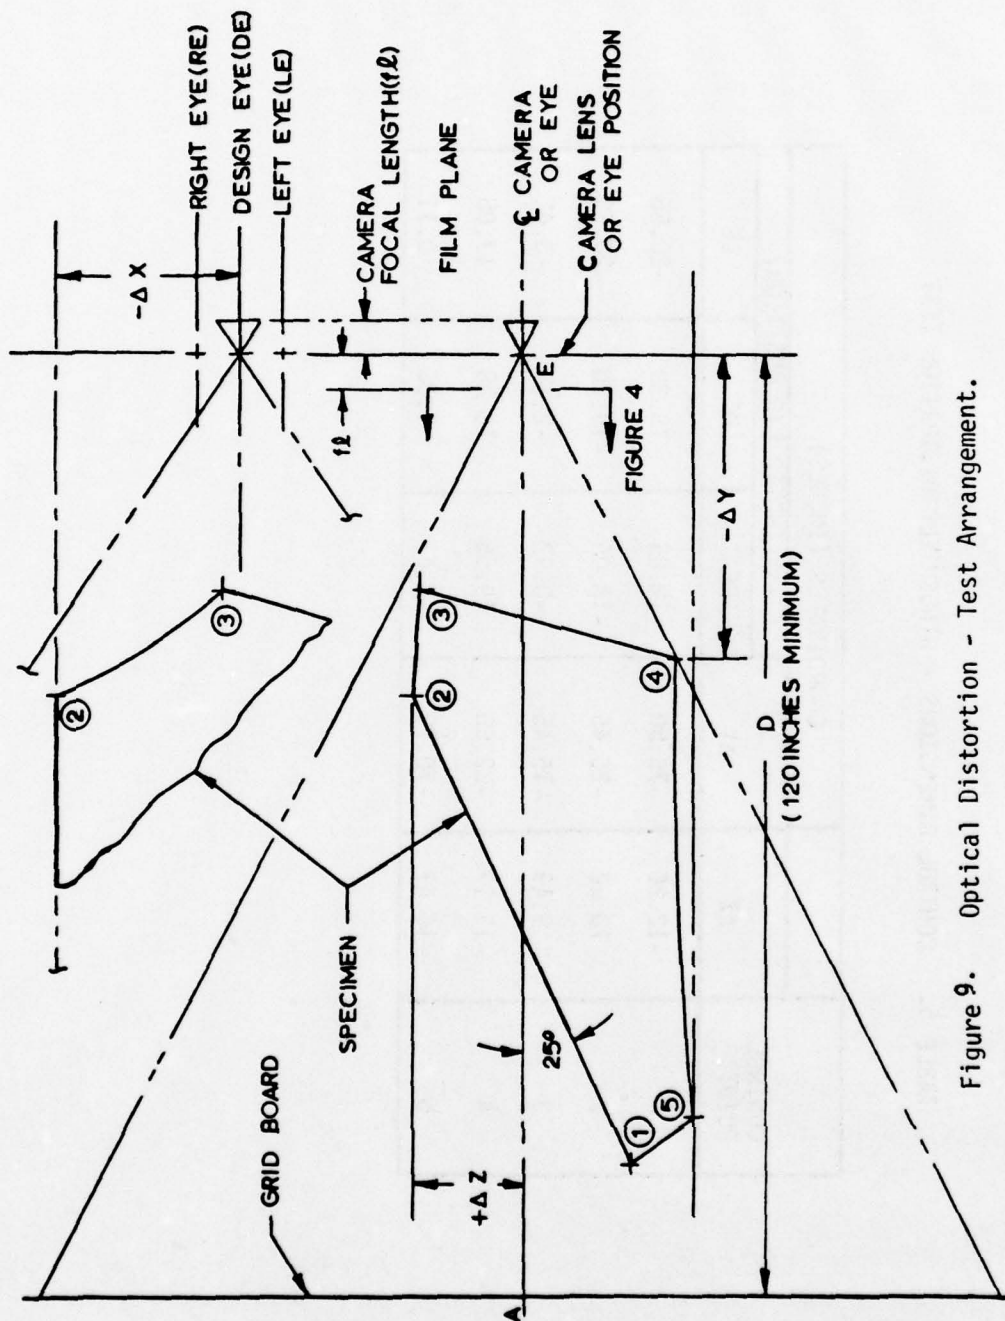 -ΔX
RIGHT EYE(RE)
DESIGN EYE(DE)
LEFT EYE(LE)
CAMERA
FOCAL LENGTH(fℓ)
FILM PLANE
℄ CAMERA
OR EYE
CAMERA LENS
OR EYE POSITION
fℓ
E
FIGURE 4
-ΔY
D
(120 INCHES MINIMUM)
②
③
②
③
④
SPECIMEN
25°
①
⑤
+ΔZ
GRID BOARD
A
Figure 9. Optical Distortion - Test Arrangement.